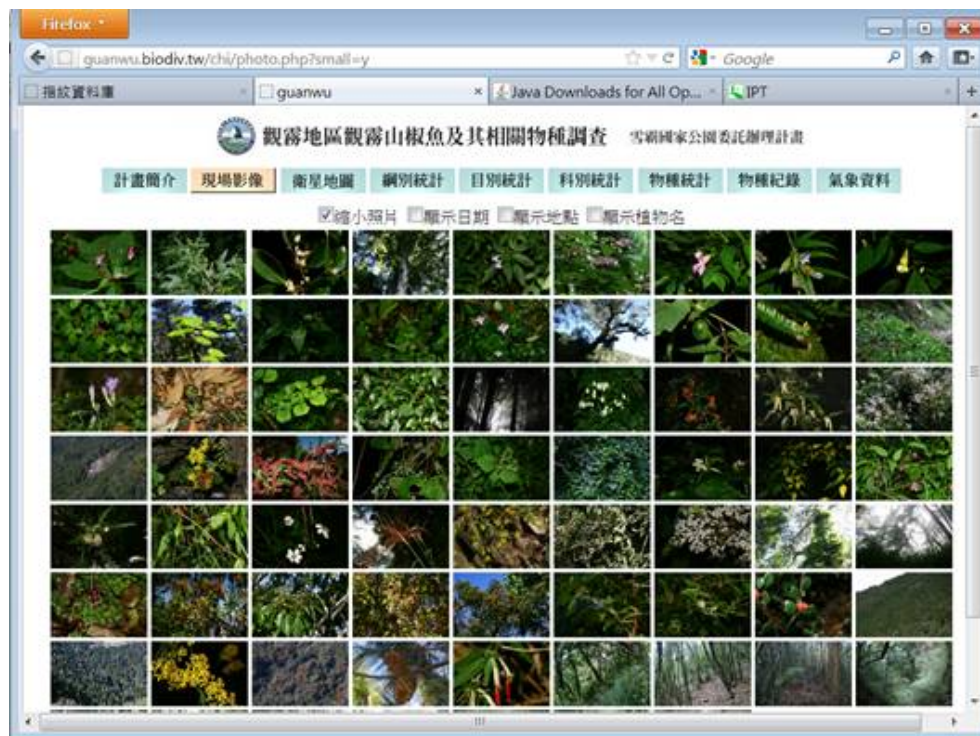 Firefox
guanwu.biodiv.tw/chi/photo.php?small=y
Google
指紋資料庫
guanwu
Java Downloads for All Op...
IPT
觀霧地區觀霧山椒魚及其相關物種調查 雪霸國家公園委託辦理計畫
計畫簡介 現場影像 衛星地圖 綱別統計 目別統計 科別統計 物種統計 物種紀錄 氣象資料
縮小照片 顯示日期 顯示地點 顯示植物名